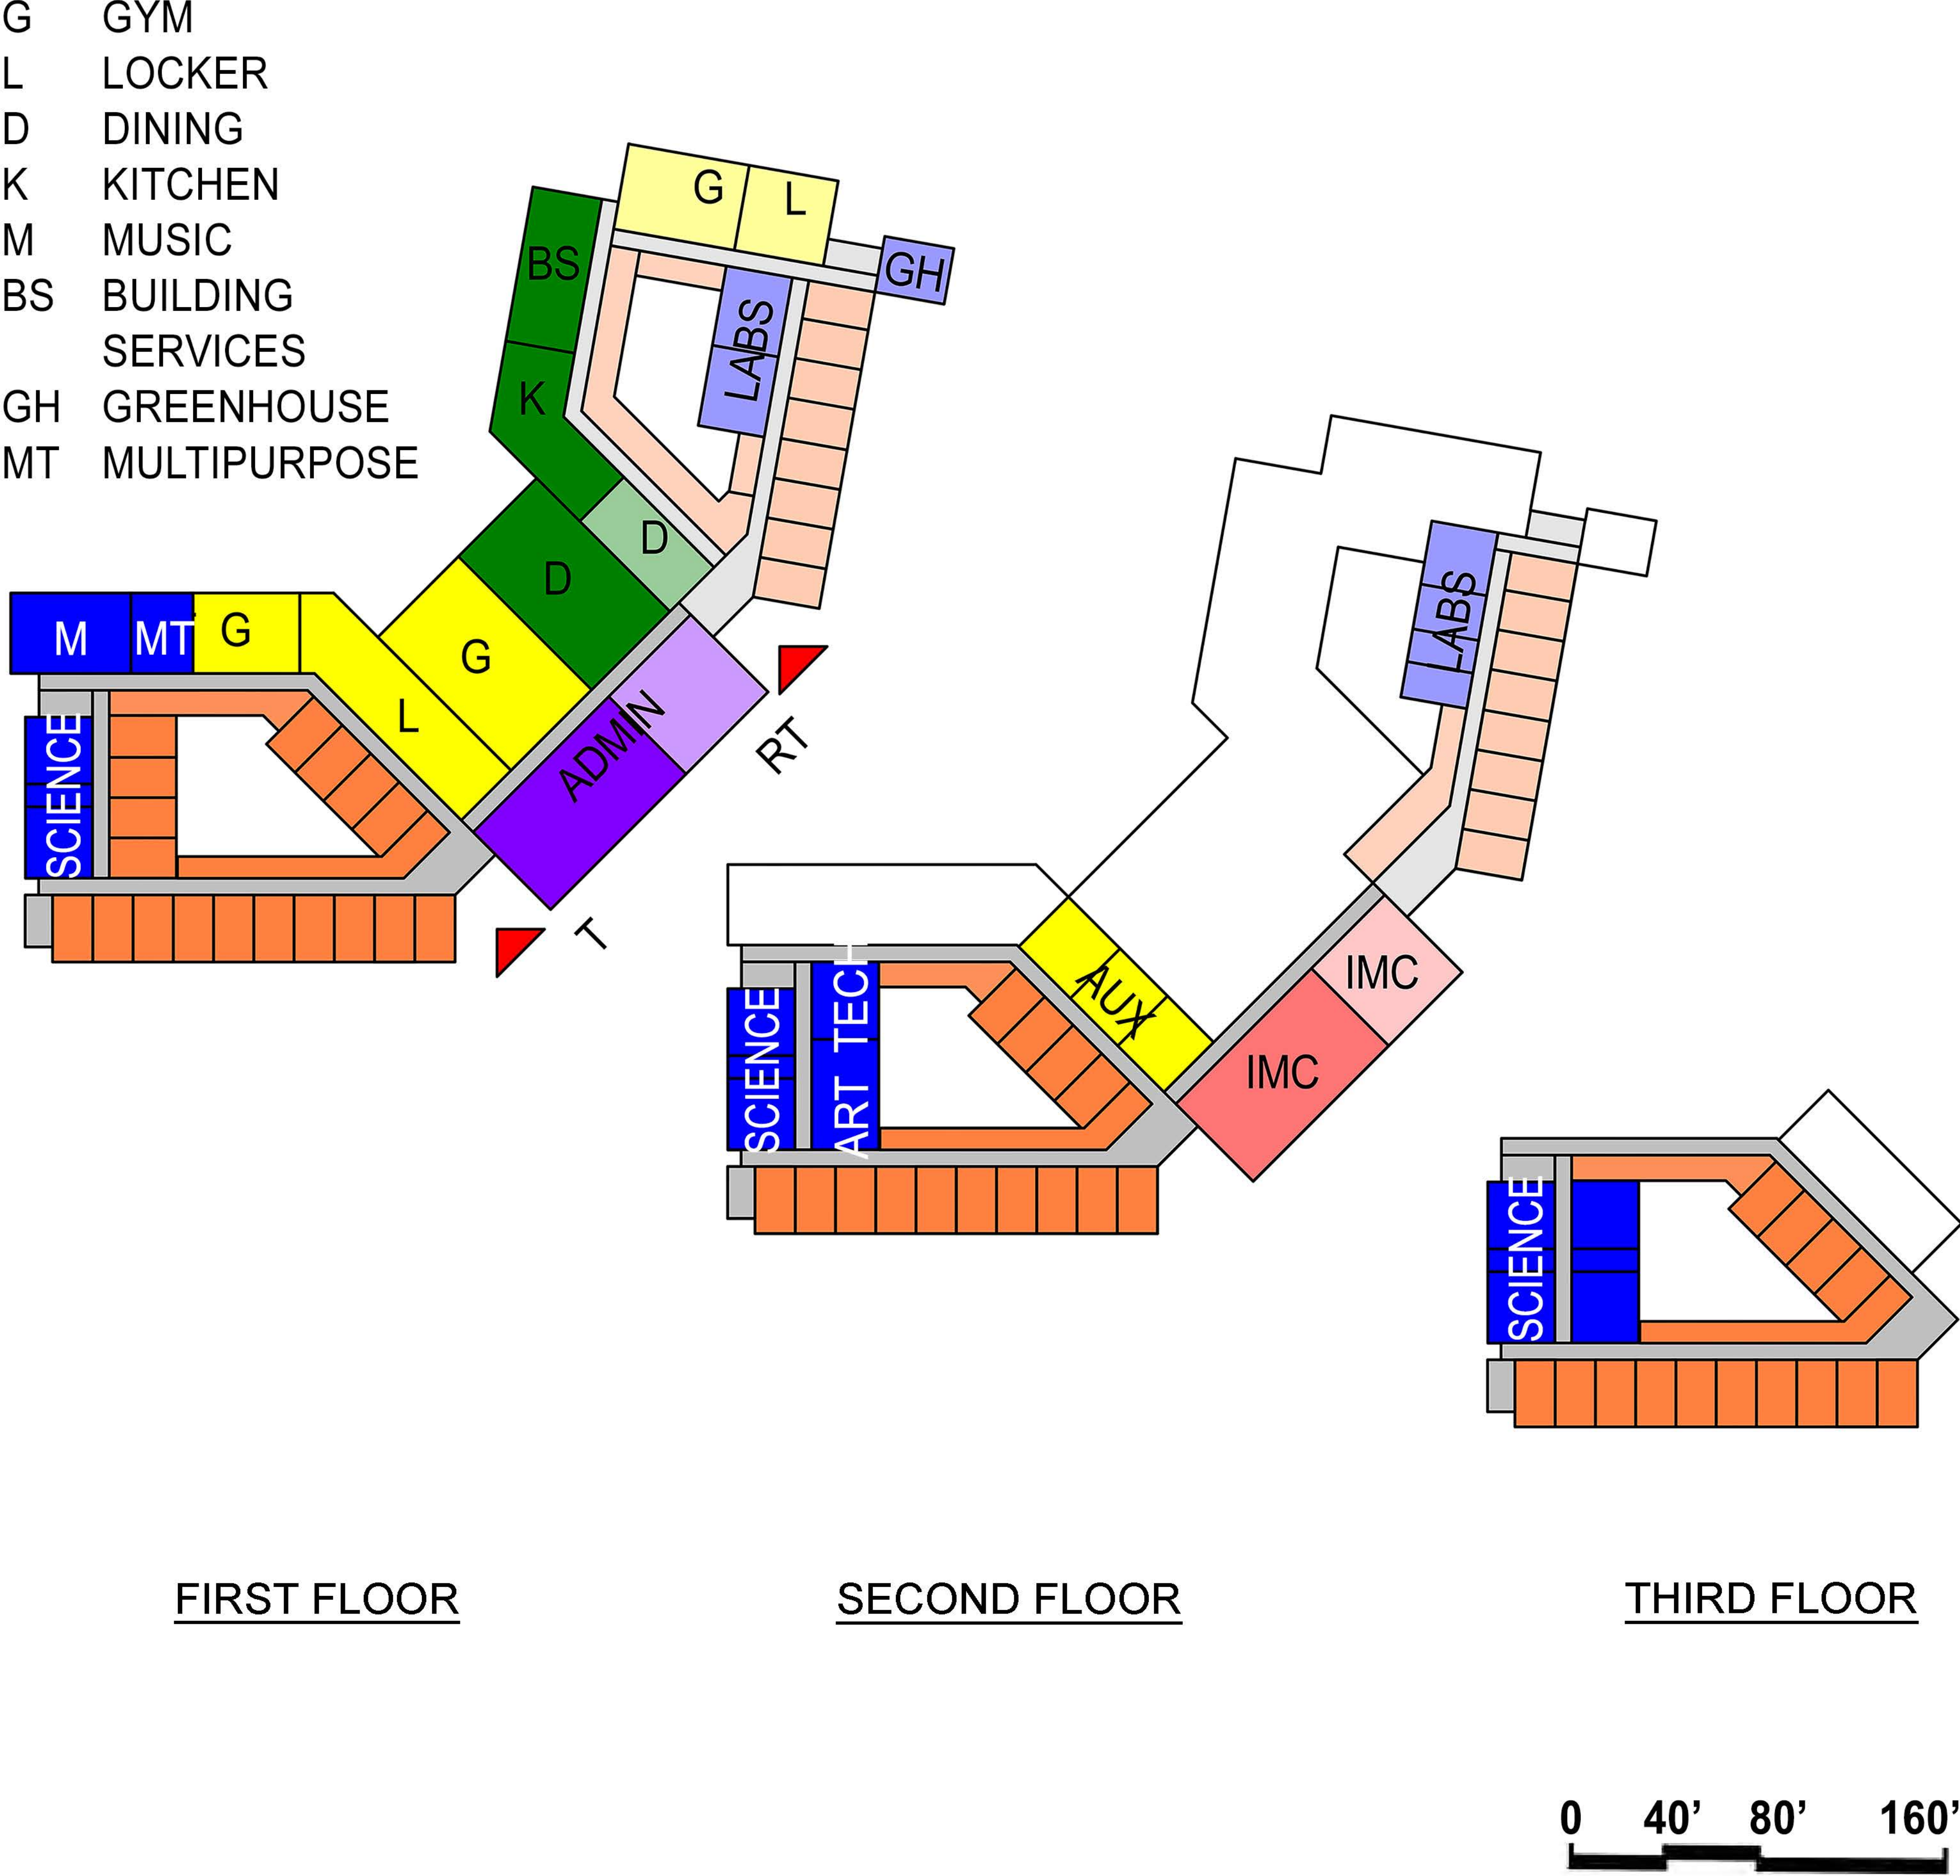 G GYM
L LOCKER
D DINING
K KITCHEN
M MUSIC
BS BUILDING
SERVICES
GH GREENHOUSE
MT MULTIPURPOSE
G
L
BS
GH
LABS
K
D
D
M
MT
G
G
L
SCIENCE
ADMIN
RT
T
LABS
AUX
IMC
IMC
SCIENCE
ART TECH
SCIENCE
FIRST FLOOR
SECOND FLOOR
THIRD FLOOR
0 40’ 80’ 160’